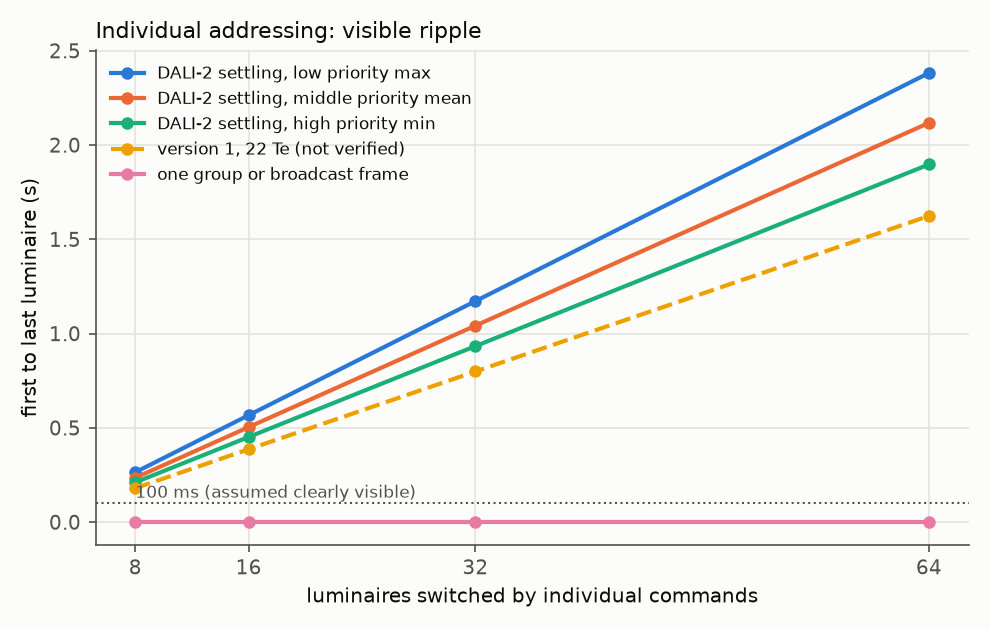 Individual addressing: visible ripple
DALI-2 settling, low priority max
DALI-2 settling, middle priority mean
DALI-2 settling, high priority min
version 1, 22 Te (not verified)
one group or broadcast frame
first to last luminaire (s)
2.5
2.0
1.5
1.0
0.5
0.0
100 ms (assumed clearly visible)
8
16
32
64
luminaires switched by individual commands